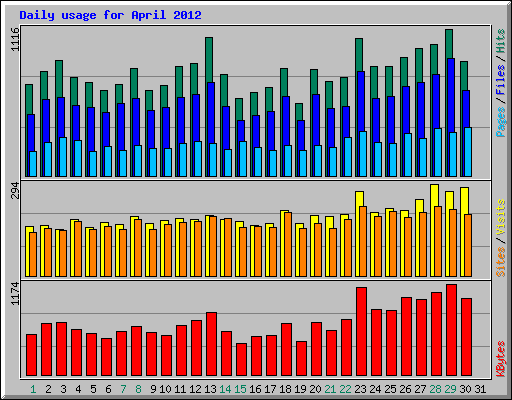 Daily usage for April 2012
1116
Pages / Files / Hits
294
Sites / Visits
1174
KBytes
1 2 3 4 5 6 7 8 9 10 11 12 13 14 15 16 17 18 19 20 21 22 23 24 25 26 27 28 29 30 31